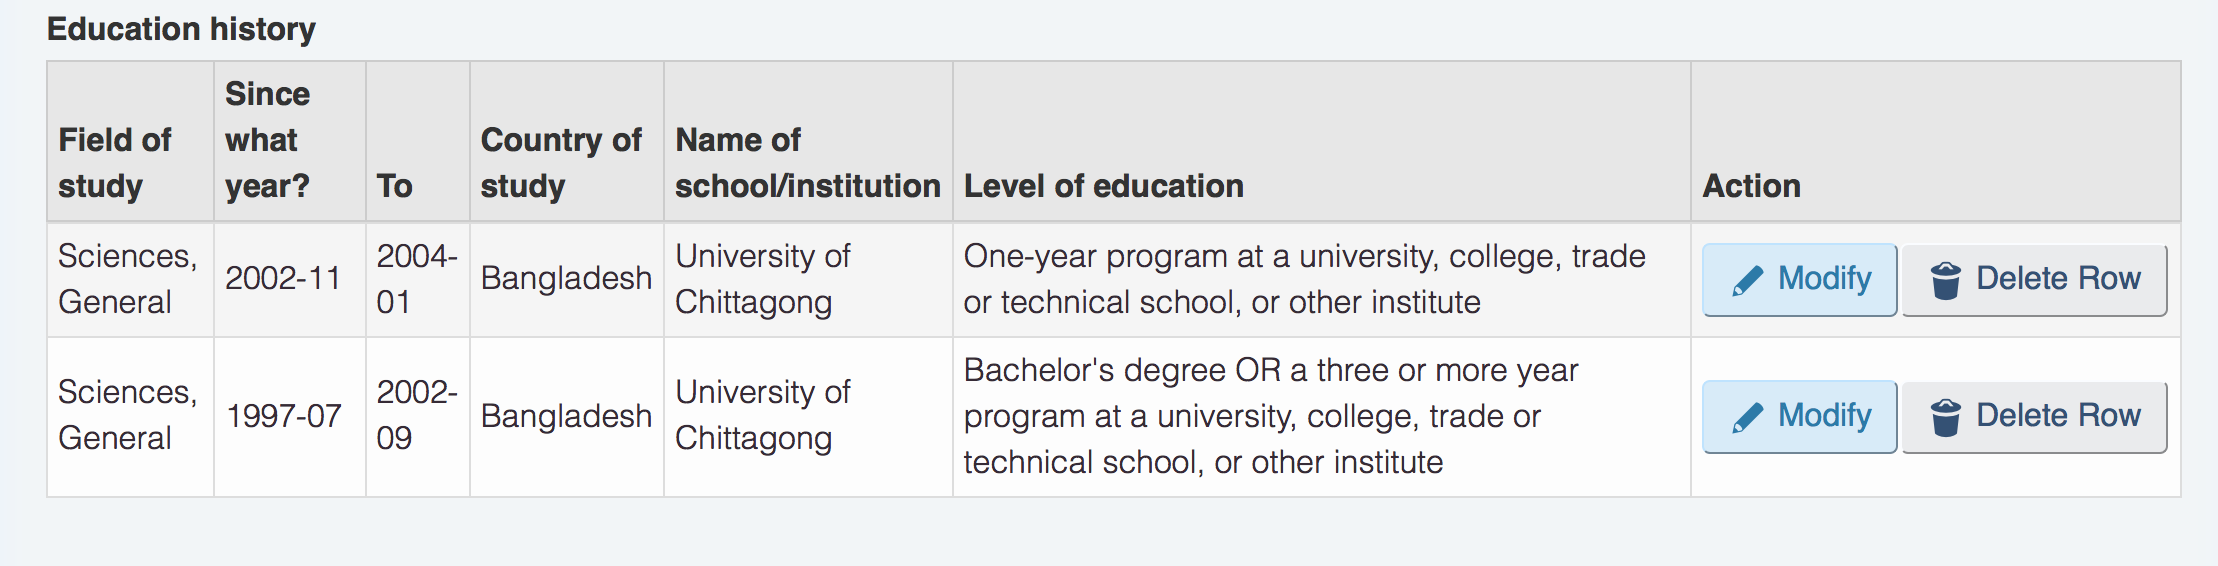 Education history
Field of study
Since what year?
To
Country of study
Name of school/institution
Level of education
Action
Sciences, General
2002-11
2004-01
Bangladesh
University of Chittagong
One-year program at a university, college, trade or technical school, or other institute
Modify
Delete Row
Sciences, General
1997-07
2002-09
Bangladesh
University of Chittagong
Bachelor's degree OR a three or more year program at a university, college, trade or technical school, or other institute
Modify
Delete Row